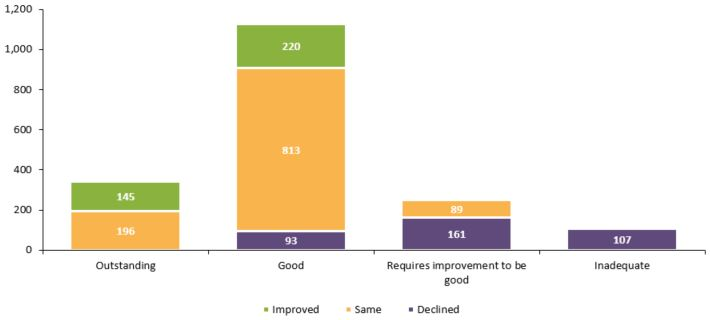 1,200
1,000
800
600
400
200
0
145
196
220
813
93
89
161
107
Outstanding
Good
Requires improvement to be
good
Inadequate
Improved
Same
Declined